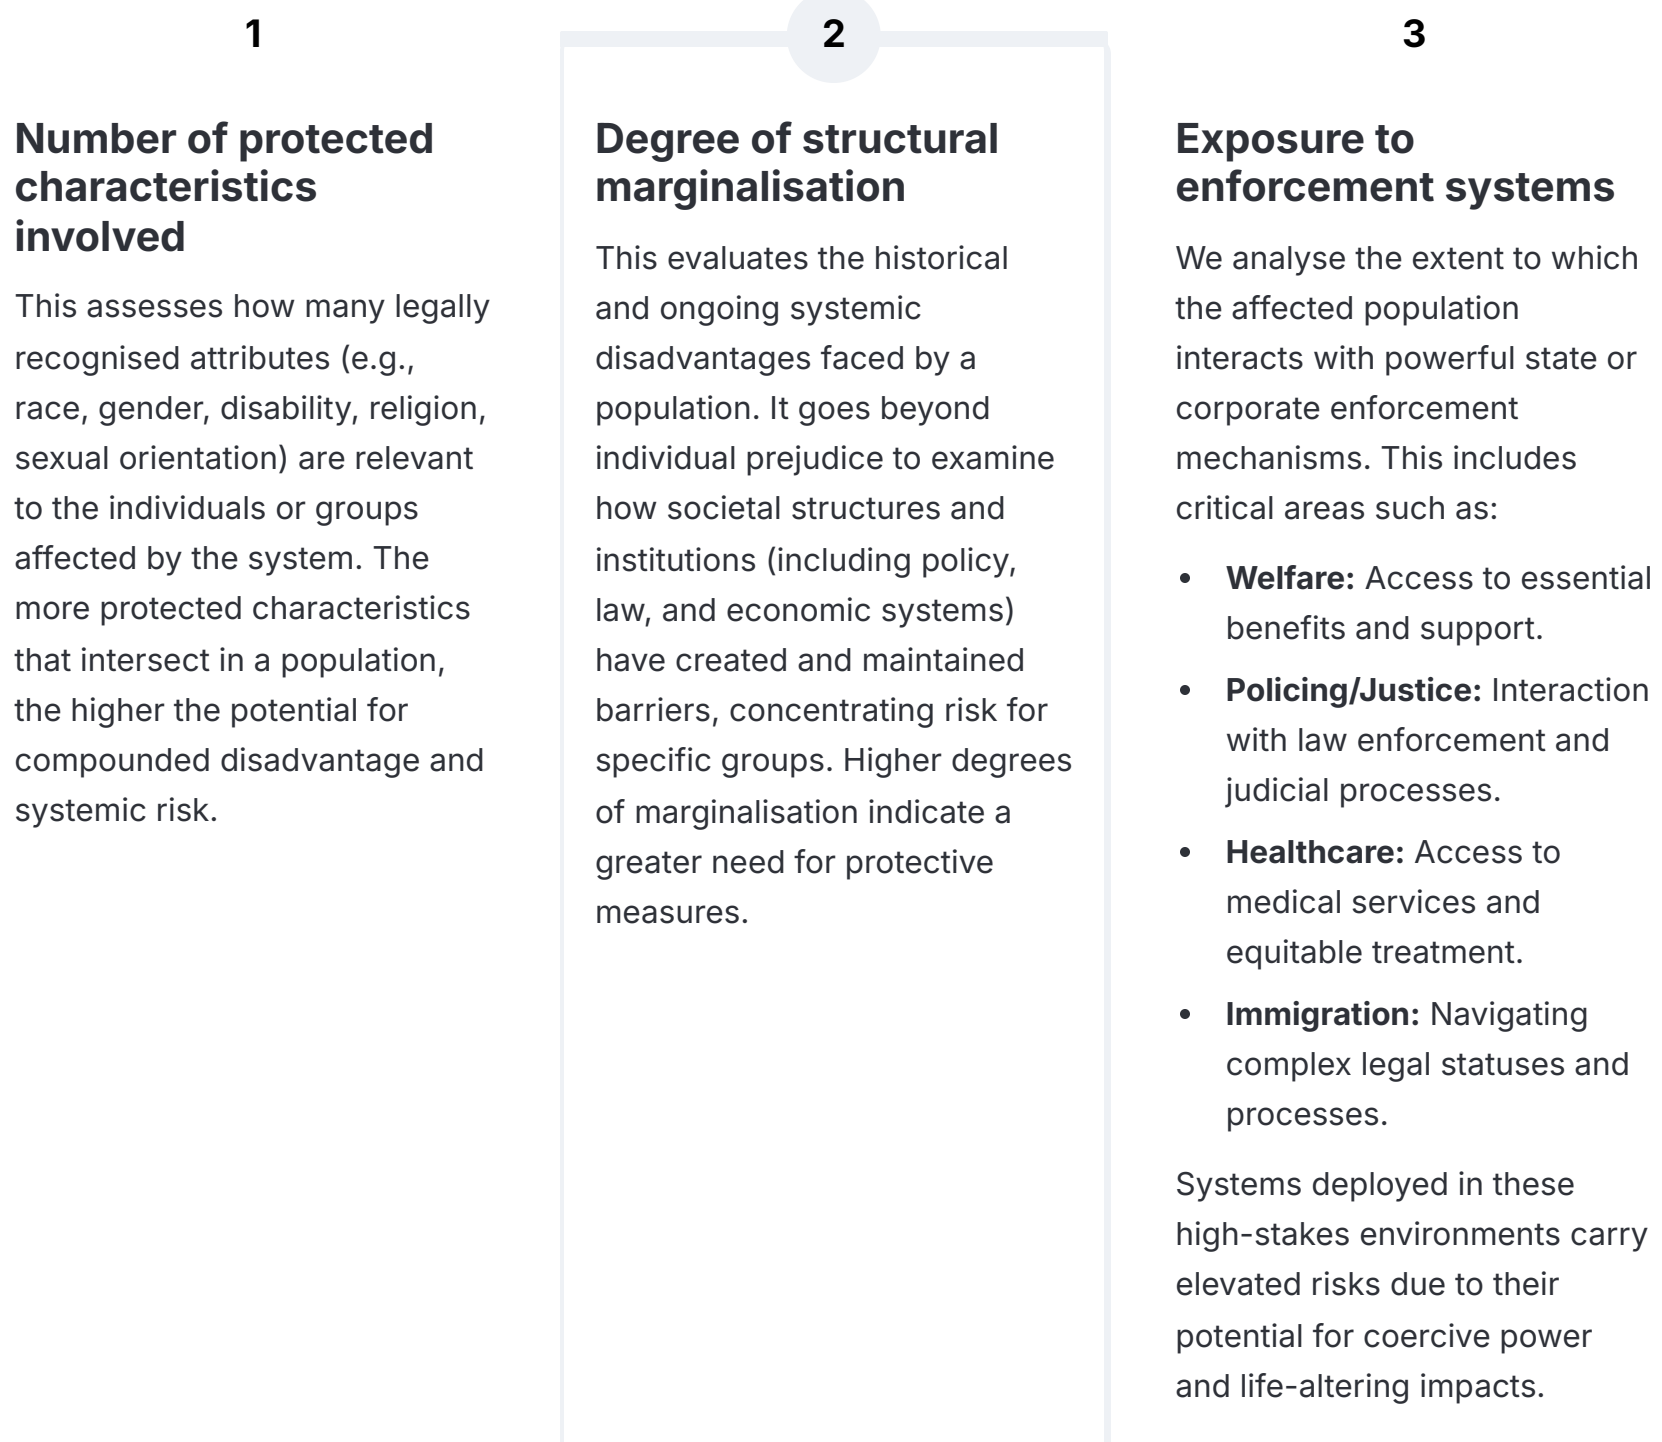 1
Number of protected
characteristics
involved
This assesses how many legally
recognised attributes (e.g.,
race, gender, disability, religion,
sexual orientation) are relevant
to the individuals or groups
affected by the system. The
more protected characteristics
that intersect in a population,
the higher the potential for
compounded disadvantage and
systemic risk.
2
Degree of structural
marginalisation
This evaluates the historical
and ongoing systemic
disadvantages faced by a
population. It goes beyond
individual prejudice to examine
how societal structures and
institutions (including policy,
law, and economic systems)
have created and maintained
barriers, concentrating risk for
specific groups. Higher degrees
of marginalisation indicate a
greater need for protective
measures.
3
Exposure to
enforcement systems
We analyse the extent to which
the affected population
interacts with powerful state or
corporate enforcement
mechanisms. This includes
critical areas such as:
• Welfare: Access to essential
benefits and support.
• Policing/Justice: Interaction
with law enforcement and
judicial processes.
• Healthcare: Access to
medical services and
equitable treatment.
• Immigration: Navigating
complex legal statuses and
processes.
Systems deployed in these
high-stakes environments carry
elevated risks due to their
potential for coercive power
and life-altering impacts.